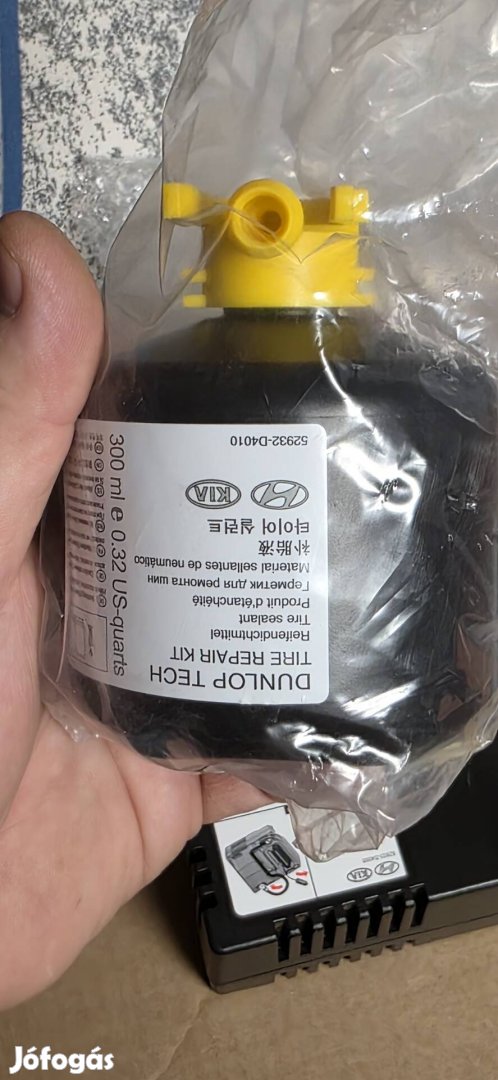 DUNLOP TECH
TIRE REPAIR KIT
Reifendichtmittel
Tire sealant
Produit d'étanchéité
Герметик для ремонта шин
Material sellantes de neumático
补胎液
타이어 실런트
KIA
52932-D4010
300 ml e 0.32 US-quarts
KIA
Jófogás